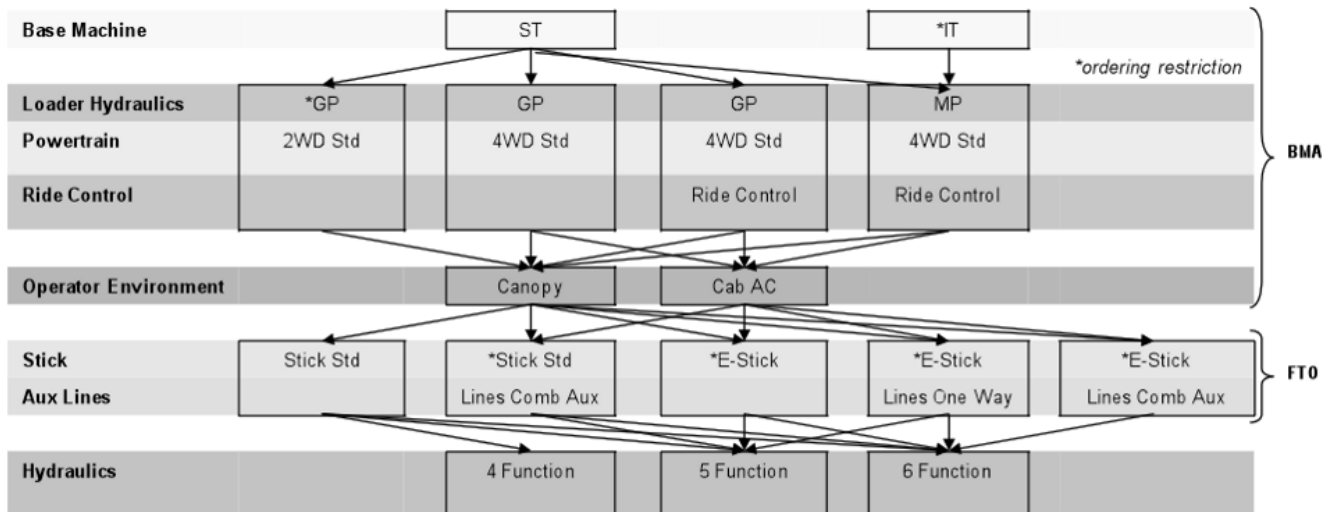 Base Machine ST *IT
*ordering restriction
Loader Hydraulics *GP GP GP MP
Powertrain 2WD Std 4WD Std 4WD Std 4WD Std
BMA
Ride Control Ride Control Ride Control
Operator Environment Canopy Cab AC
Stick Stick Std *Stick Std *E-Stick *E-Stick *E-Stick
FTO
Aux Lines Lines Comb Aux Lines One Way Lines Comb Aux
Hydraulics 4 Function 5 Function 6 Function